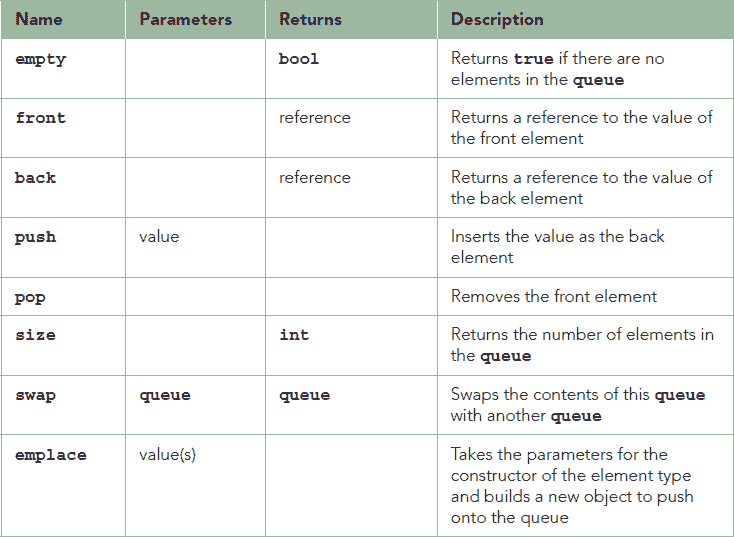 Name Parameters Returns Description
empty bool Returns true if there are no
elements in the queue
front reference Returns a reference to the value of
the front element
back reference Returns a reference to the value of
the back element
push value Inserts the value as the back
element
pop Removes the front element
size int Returns the number of elements in
the queue
swap queue queue Swaps the contents of this queue
with another queue
emplace value(s) Takes the parameters for the
constructor of the element type
and builds a new object to push
onto the queue